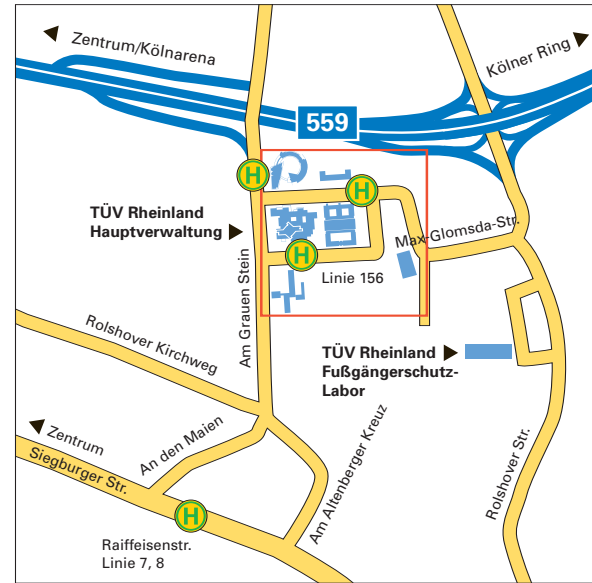 Zentrum/Kölnarena
Kölner Ring
559
H
H
TÜV Rheinland
Hauptverwaltung
Max-Glomsda-Str.
H
Linie 156
Am Grauen Stein
Rolshover Kirchweg
TÜV Rheinland
Fußgängerschutz-
Labor
Zentrum
An den Maien
Am Altenberger Kreuz
Rolshover Str.
Siegburger Str.
H
Raiffeisenstr.
Linie 7, 8